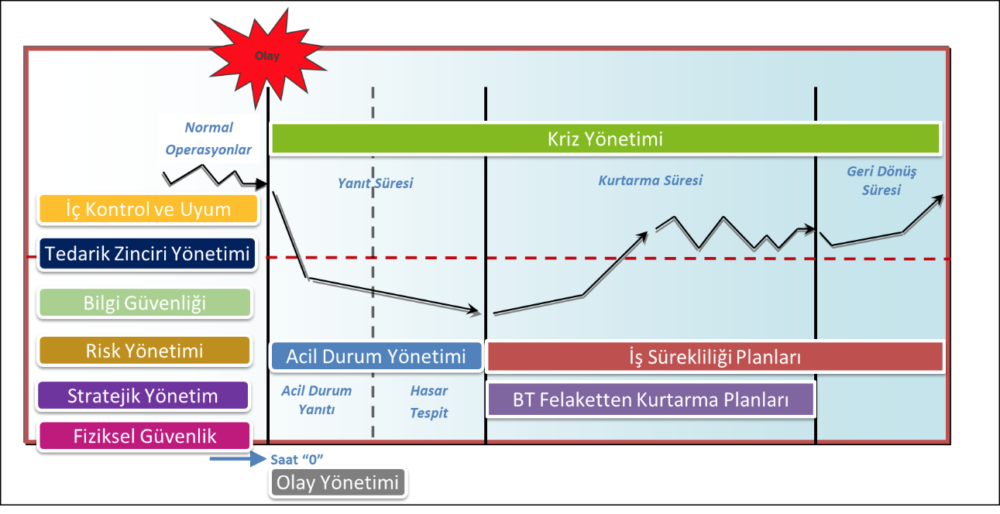 Olay
Normal
Operasyonlar
Kriz Yönetimi
Yanıt Süresi
Kurtarma Süresi
Geri Dönüş
Süresi
İç Kontrol ve Uyum
Tedarik Zinciri Yönetimi
Bilgi Güvenliği
Risk Yönetimi
Stratejik Yönetim
Fiziksel Güvenlik
Acil Durum Yönetimi
İş Sürekliliği Planları
Acil Durum
Yanıtı
Hasar
Tespit
BT Felaketten Kurtarma Planları
Saat “0”
Olay Yönetimi